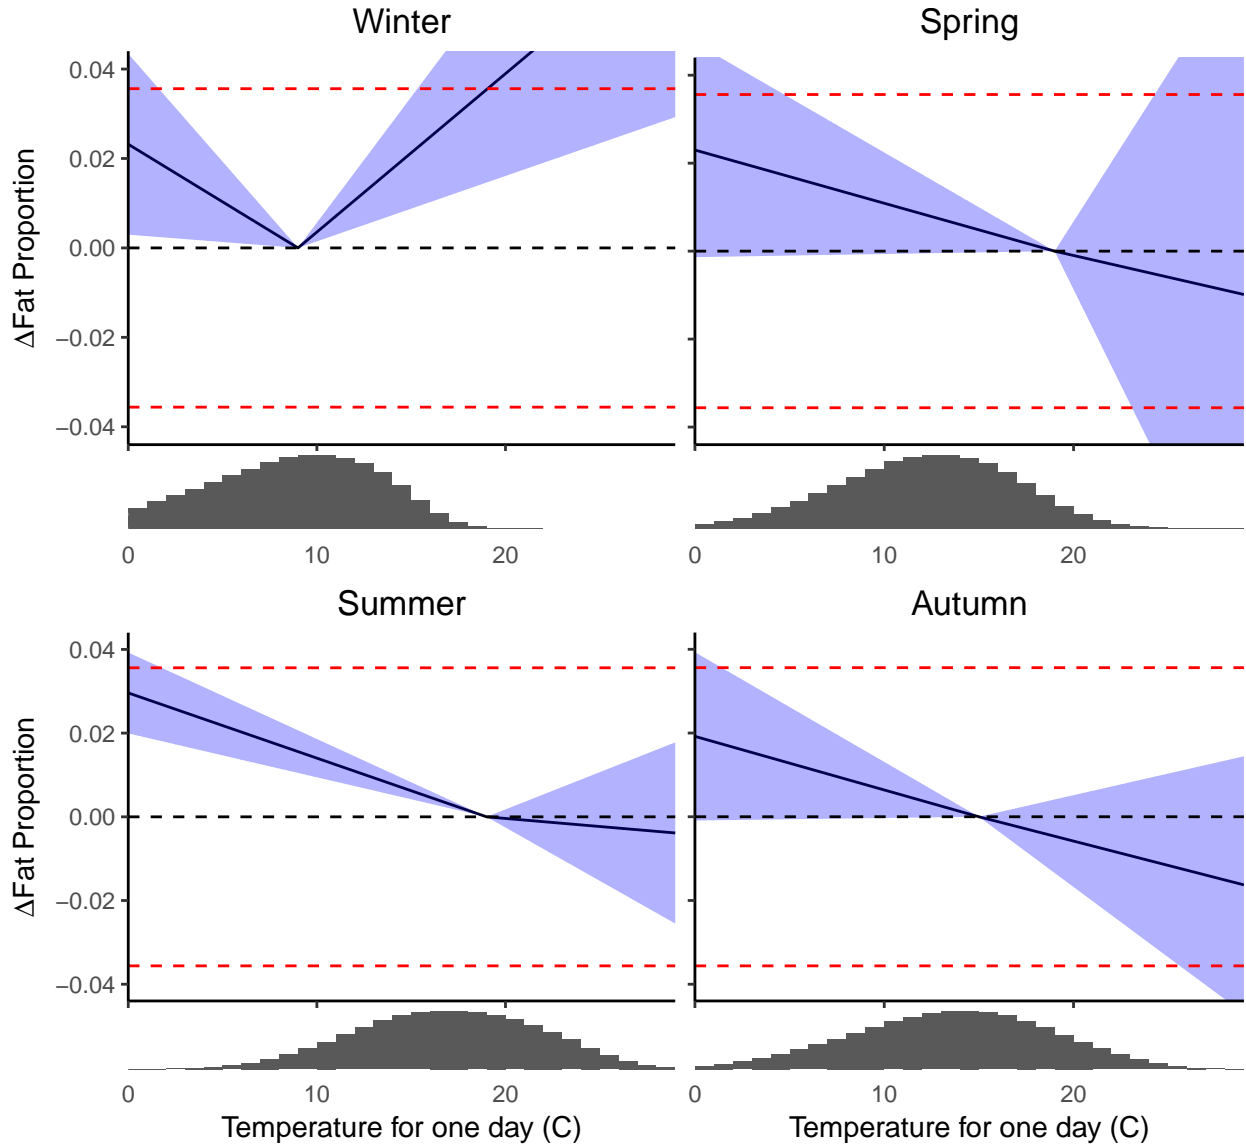 Winter
Spring
ΔFat Proportion
0.04
0.02
0.00
−0.02
−0.04
0 10 20
0 10 20
Summer
Autumn
ΔFat Proportion
0.04
0.02
0.00
−0.02
−0.04
0 10 20
0 10 20
Temperature for one day (C)
Temperature for one day (C)